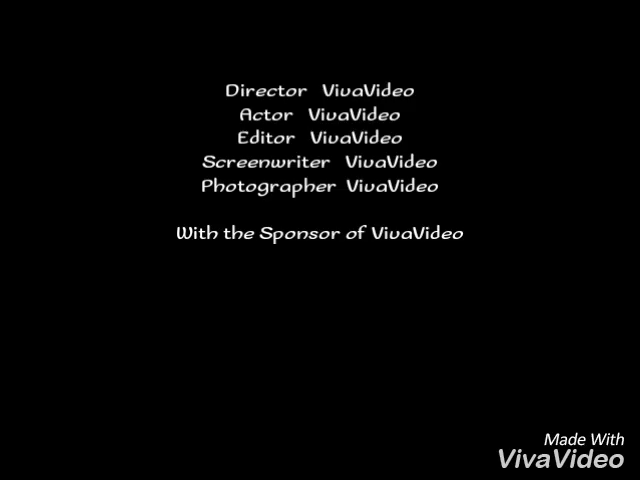 Director VivaVideo
Actor VivaVideo
Editor VivaVideo
Screenwriter VivaVideo
Photographer VivaVideo
With the Sponsor of VivaVideo
Made With
VivaVideo